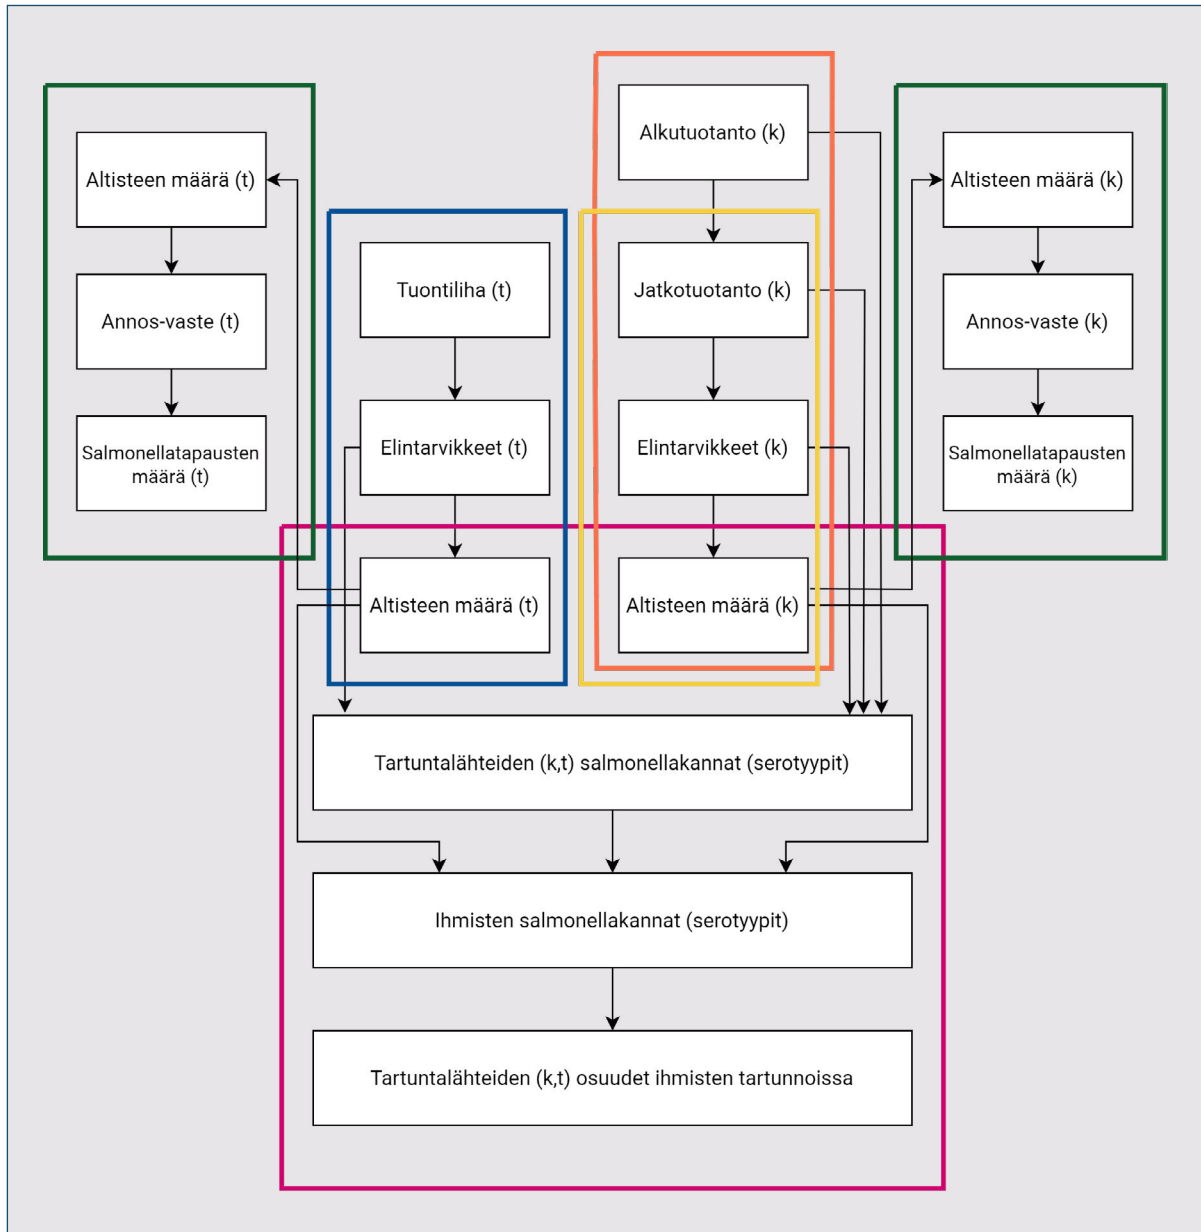 Alkutuotanto (k)
Altisteen määrä (t)
Altisteen määrä (k)
Tuontiliha (t)
Jatkotuotanto (k)
Annos-vaste (t)
Annos-vaste (k)
Elintarvikkeet (t)
Elintarvikkeet (k)
Salmonellatapausten
määrä (t)
Salmonellatapausten
määrä (k)
Altisteen määrä (t)
Altisteen määrä (k)
Tartuntalähteiden (k,t) salmonellakannat (serotyypit)
Ihmisten salmonellakannat (serotyypit)
Tartuntalähteiden (k,t) osuudet ihmisten tartunnoissa